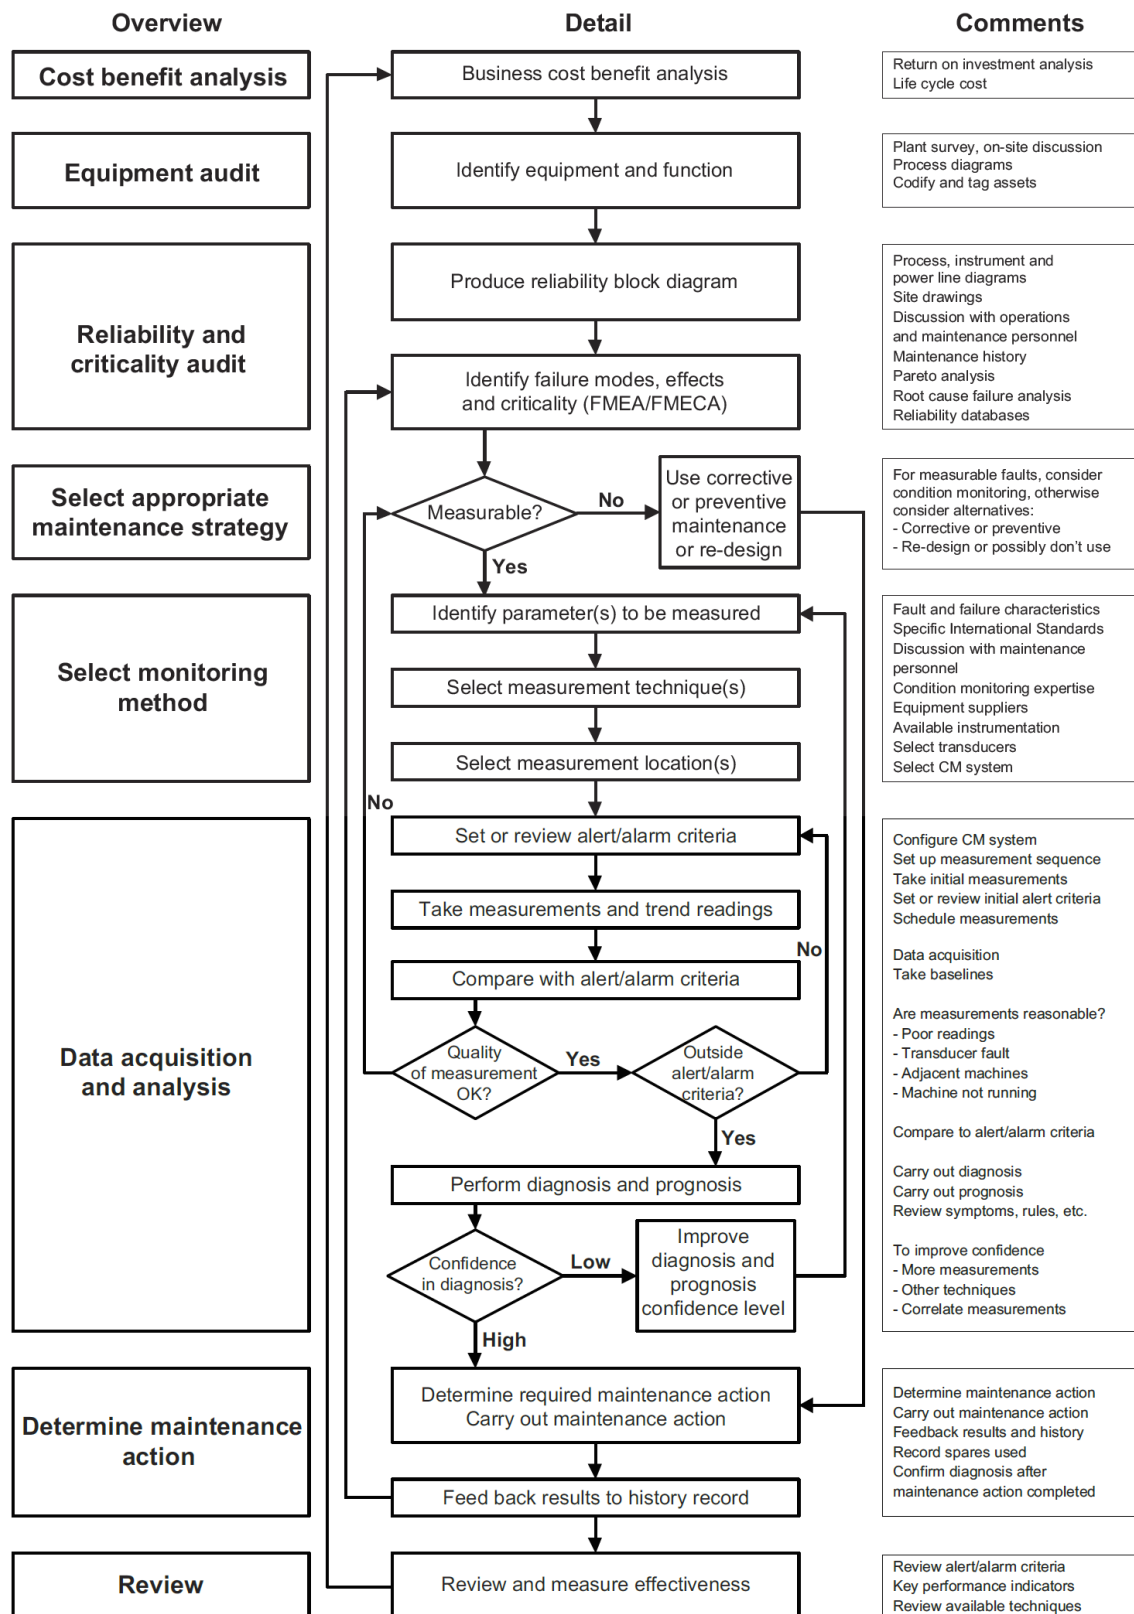 Overview
Detail
Comments
Cost benefit analysis
Business cost benefit analysis
Return on investment analysis
Life cycle cost
Equipment audit
Identify equipment and function
Plant survey, on-site discussion
Process diagrams
Codify and tag assets
Reliability and
criticality audit
Produce reliability block diagram
Identify failure modes, effects
and criticality (FMEA/FMECA)
Process, instrument and
power line diagrams
Site drawings
Discussion with operations
and maintenance personnel
Maintenance history
Pareto analysis
Root cause failure analysis
Reliability databases
Select appropriate
maintenance strategy
Measurable?
No
Use corrective
or preventive
maintenance
or re-design
Yes
For measurable faults, consider
condition monitoring, otherwise
consider alternatives:
- Corrective or preventive
- Re-design or possibly don't use
Select monitoring
method
Identify parameter(s) to be measured
Select measurement technique(s)
Select measurement location(s)
No
Fault and failure characteristics
Specific International Standards
Discussion with maintenance
personnel
Condition monitoring expertise
Equipment suppliers
Available instrumentation
Select transducers
Select CM system
Data acquisition
and analysis
Set or review alert/alarm criteria
Take measurements and trend readings
No
Compare with alert/alarm criteria
Quality
of measurement
OK?
Yes
Outside
alert/alarm
criteria?
Yes
Perform diagnosis and prognosis
Confidence
in diagnosis?
Low
Improve
diagnosis and
prognosis
confidence level
High
Configure CM system
Set up measurement sequence
Take initial measurements
Set or review initial alert criteria
Schedule measurements
Data acquisition
Take baselines
Are measurements reasonable?
- Poor readings
- Transducer fault
- Adjacent machines
- Machine not running
Compare to alert/alarm criteria
Carry out diagnosis
Carry out prognosis
Review symptoms, rules, etc.
To improve confidence
- More measurements
- Other techniques
- Correlate measurements
Determine maintenance
action
Determine required maintenance action
Carry out maintenance action
Feed back results to history record
Determine maintenance action
Carry out maintenance action
Feedback results and history
Record spares used
Confirm diagnosis after
maintenance action completed
Review
Review and measure effectiveness
Review alert/alarm criteria
Key performance indicators
Review available techniques